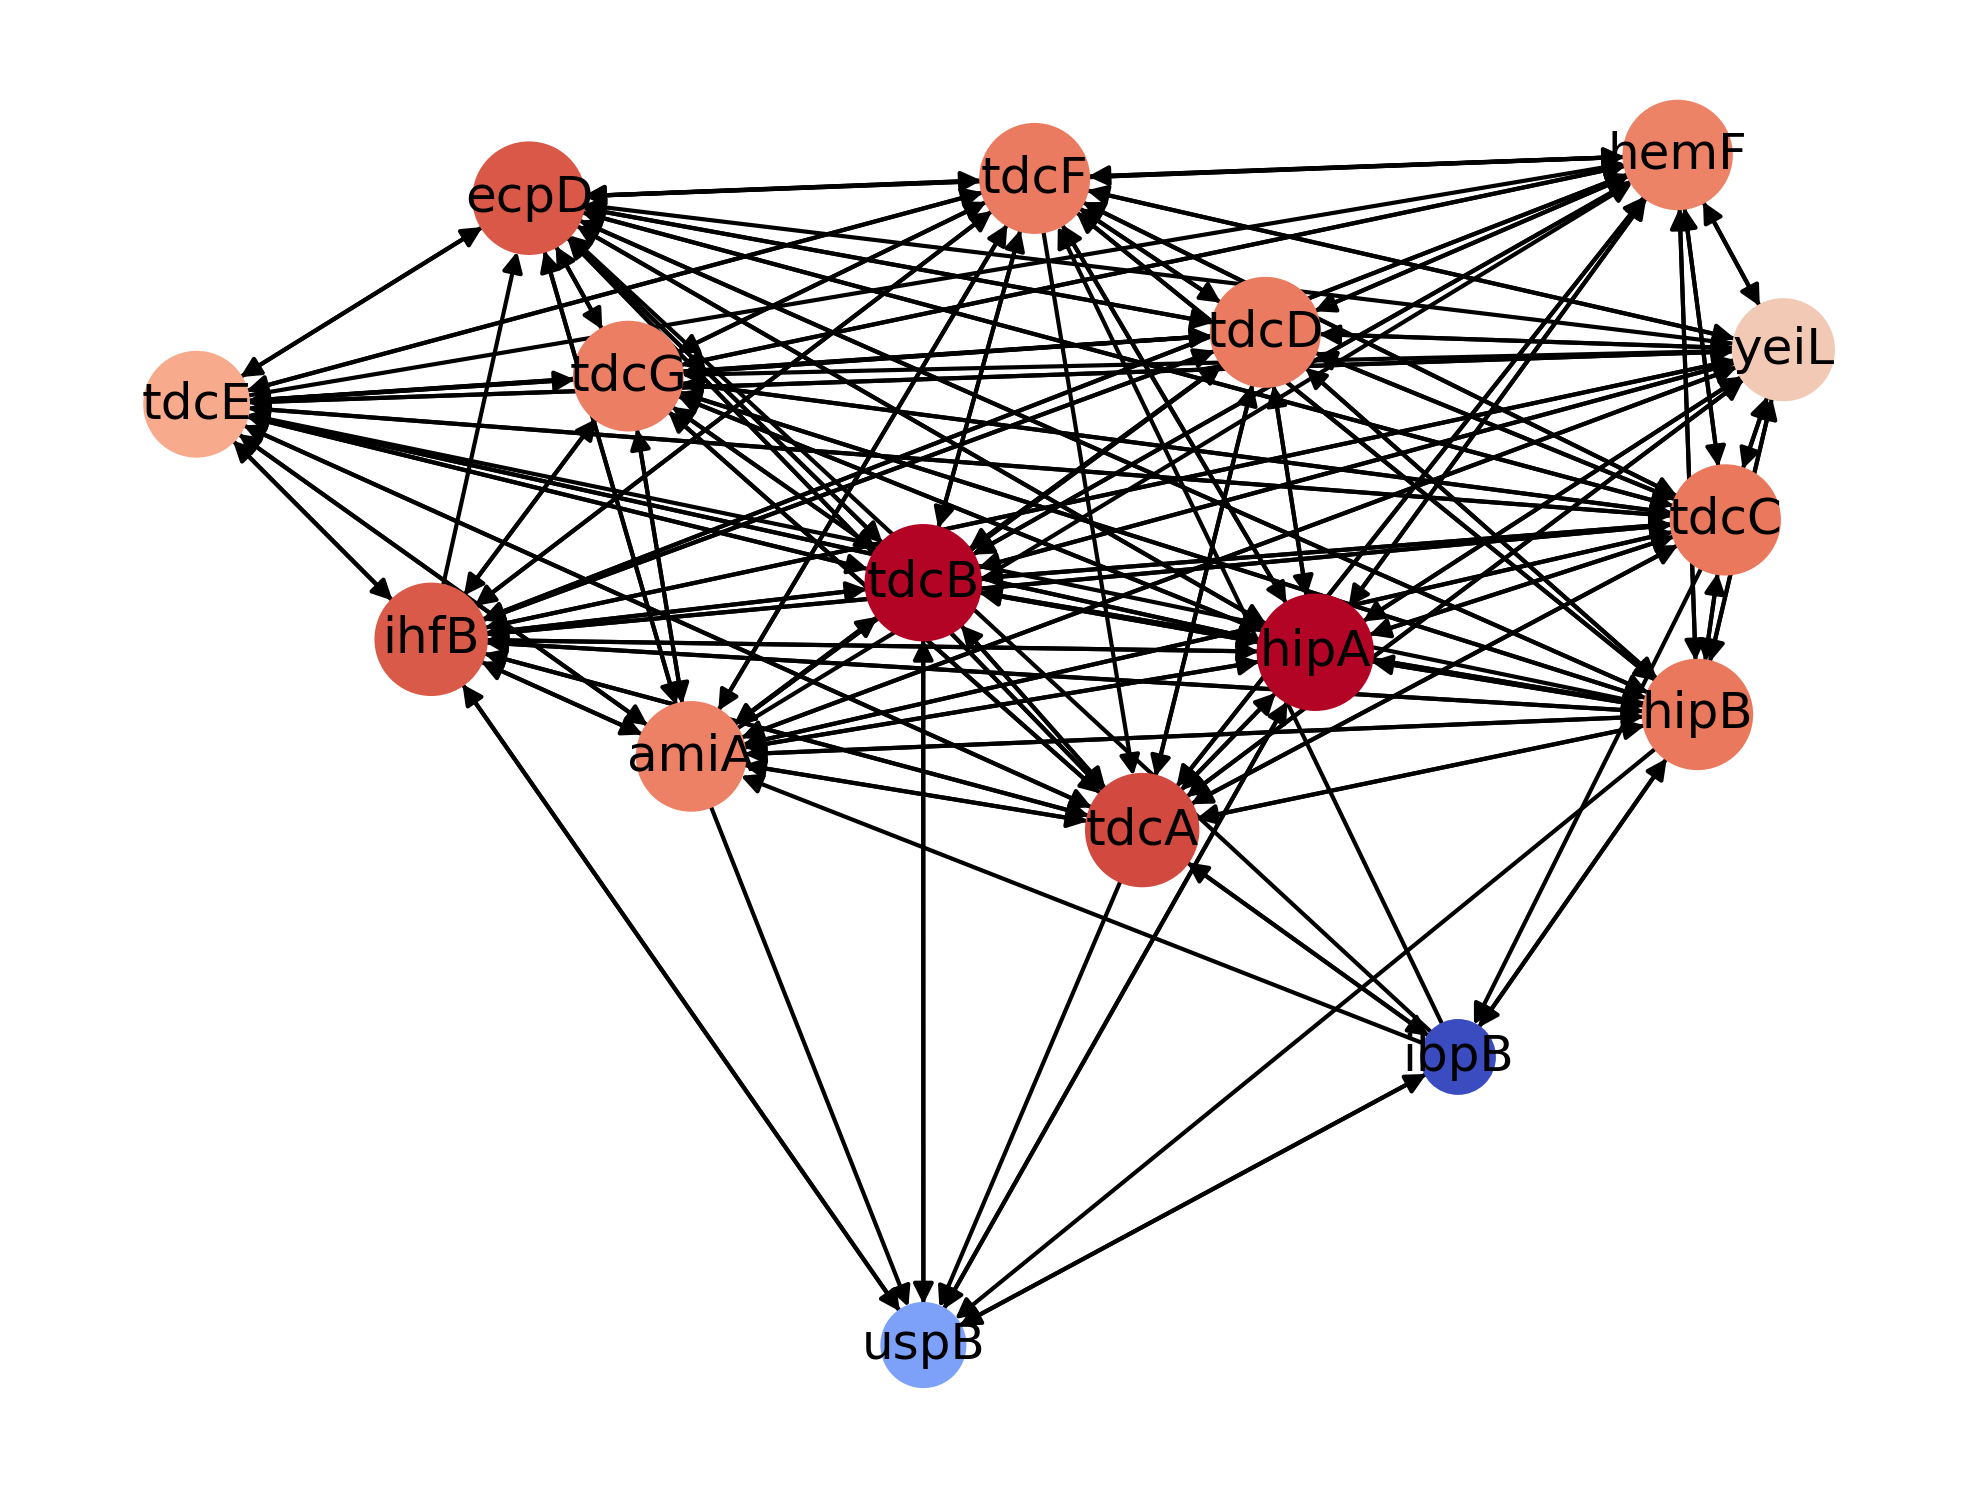 hemF
tdcF
ecpD
tdcD
yeiL
tdcG
tdcE
tdcC
tdcB
ihfB
hipA
hipB
amiA
tdcA
ibpB
uspB